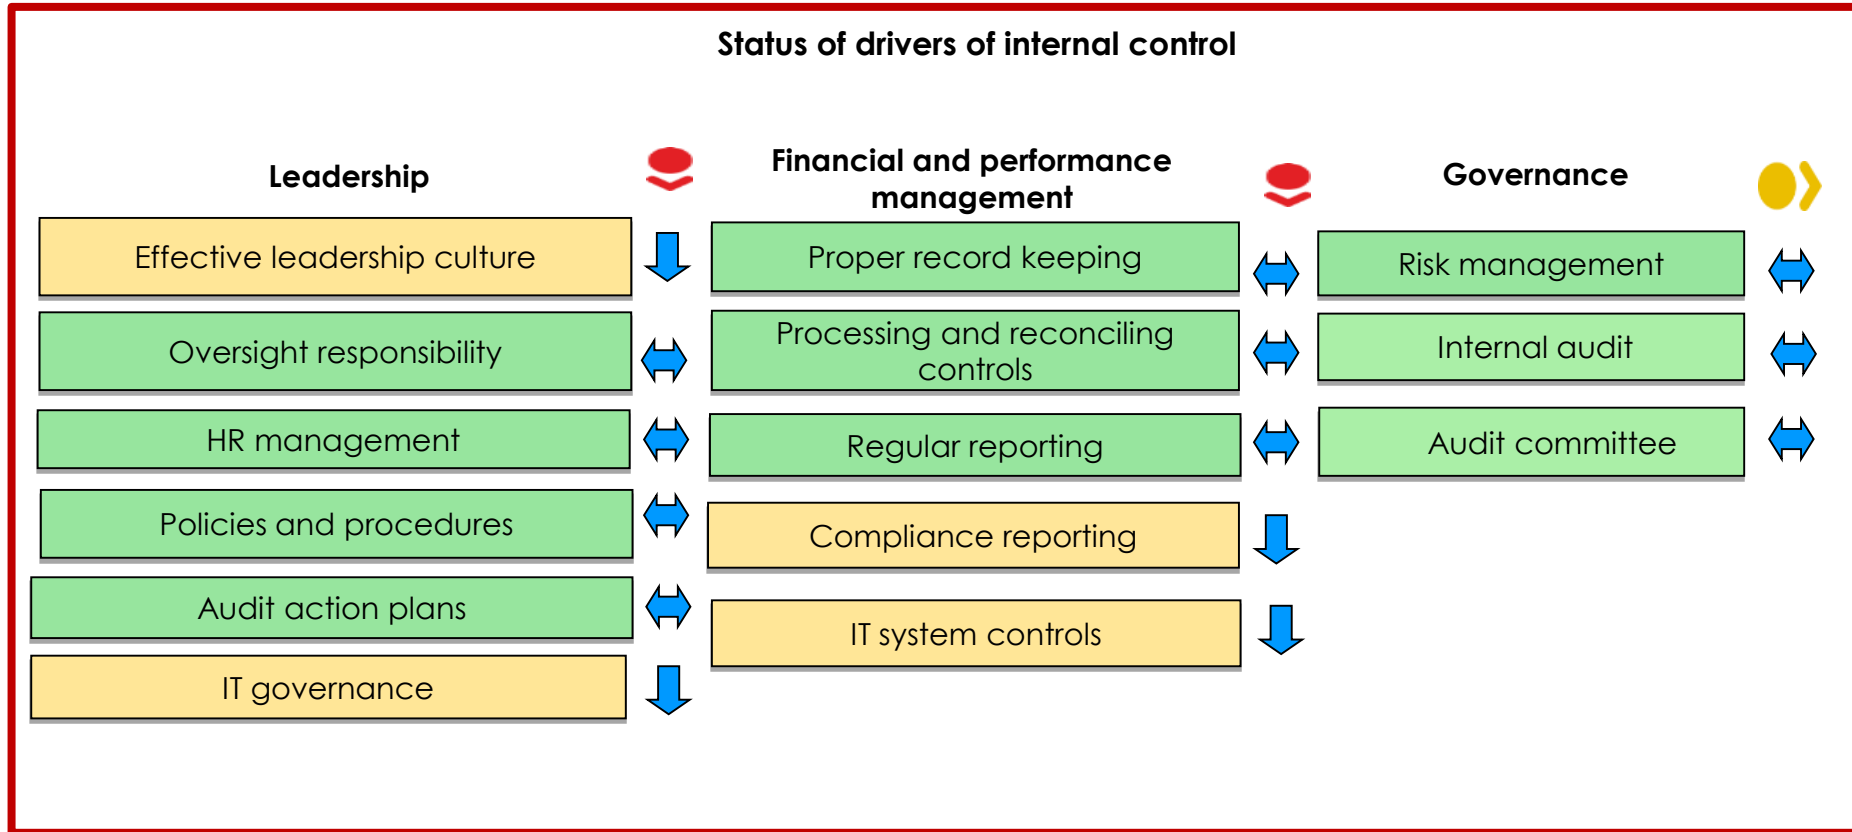 Status of drivers of internal control
Leadership
Effective leadership culture
Oversight responsibility
HR management
Policies and procedures
Audit action plans
IT governance
Financial and performance
management
Proper record keeping
Processing and reconciling
controls
Regular reporting
Compliance reporting
IT system controls
Governance
Risk management
Internal audit
Audit committee